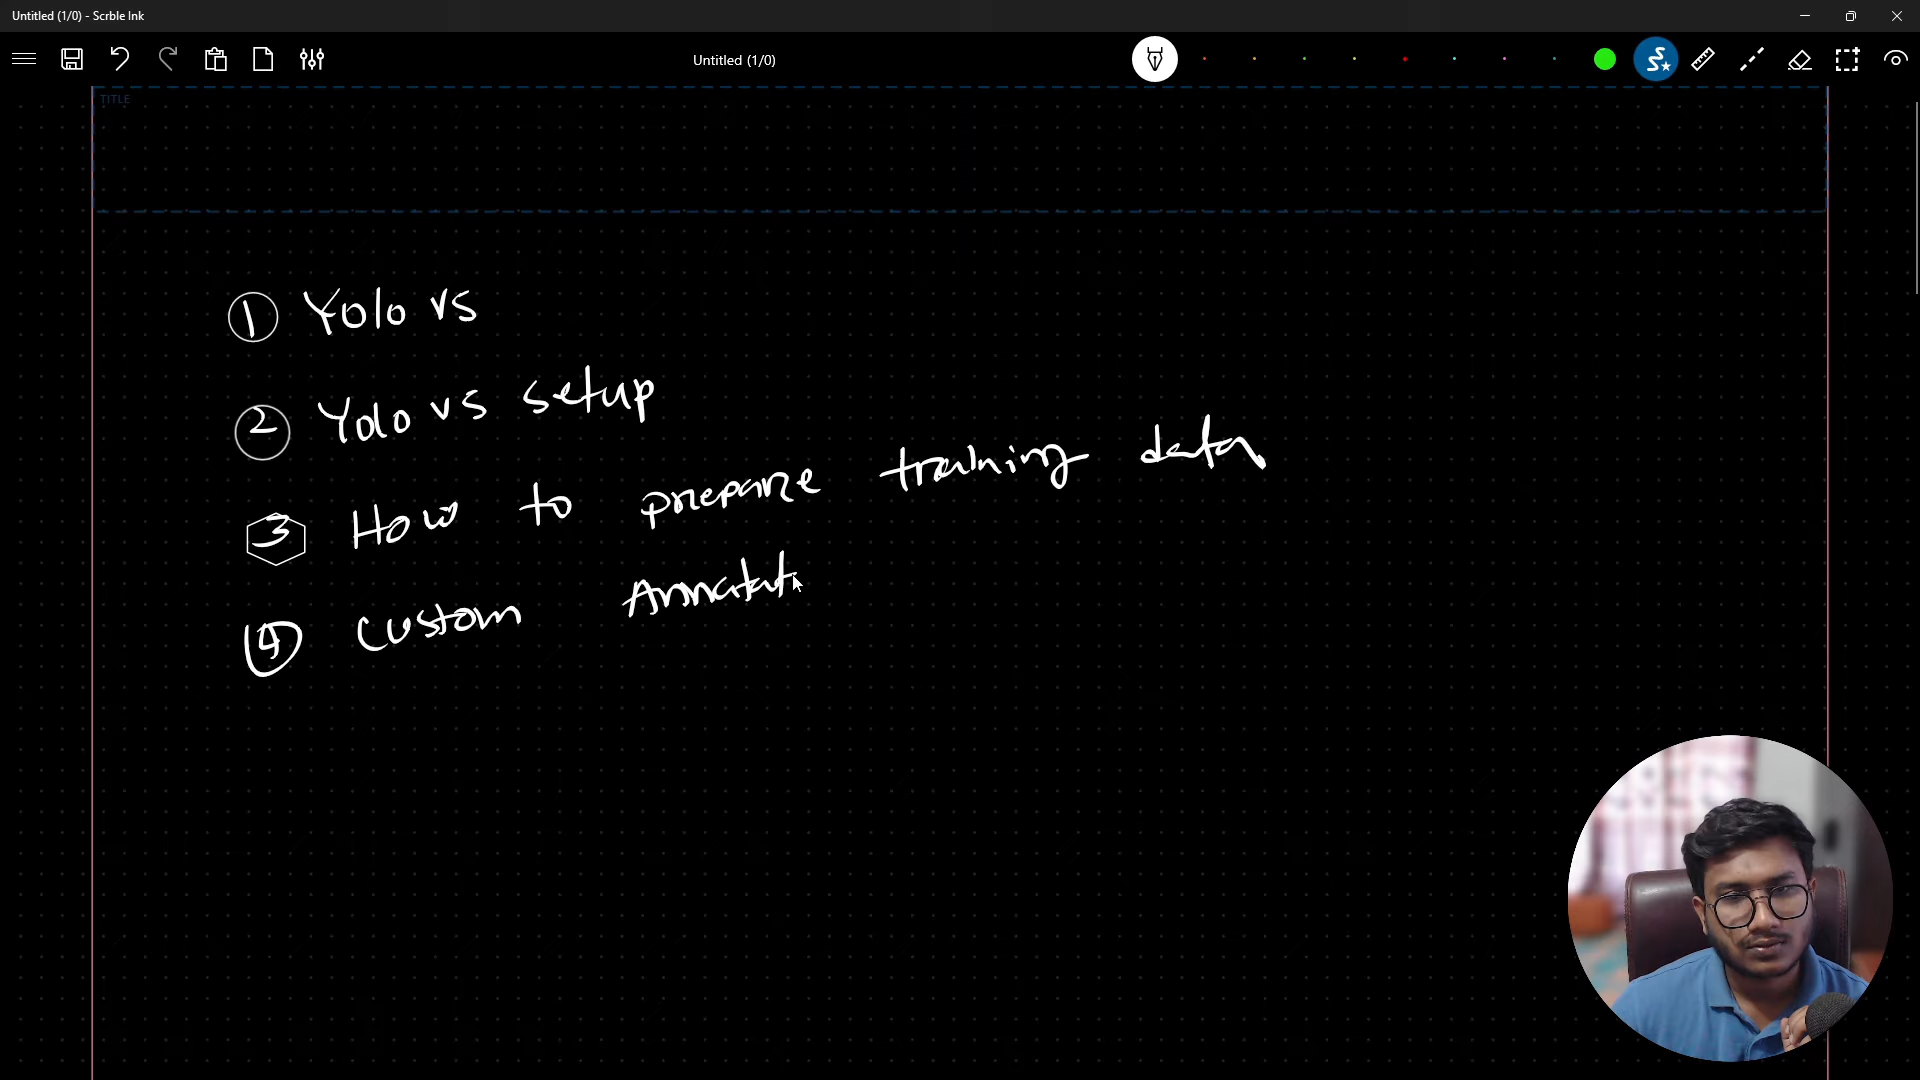 Untitled (1/0) - Scrble Ink
Untitled (1/0)
TITLE
1 Yolo v5
2 Yolo v5 setup
3 How to prepare training data
4 Custom Annotat